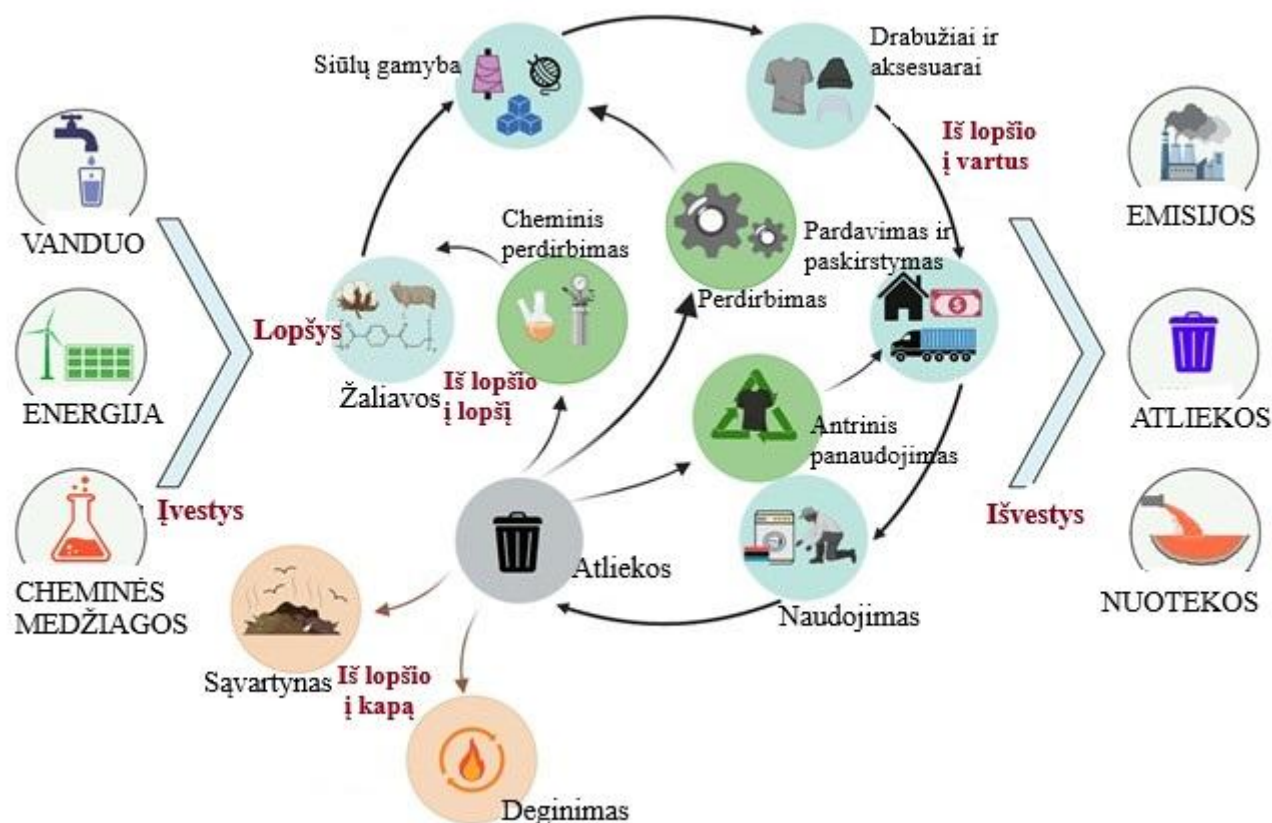 Siūlų gamyba
Drabužiai ir
aksesuarai
Iš lopšio
į vartus
VANDUO
EMISIJOS
Cheminis
perdirbimas
Pardavimas ir
paskirstymas
Perdirbimas
Lopšys
Žaliavos
Iš lopšio
į lopšį
ENERGIJA
ATLIEKOS
Antrinis
panaudojimas
Įvestys
Išvestys
Atliekos
CHEMINĖS
MEDŽIAGOS
NUOTEKOS
Naudojimas
Sąvartynas
Iš lopšio
į kapą
Deginimas